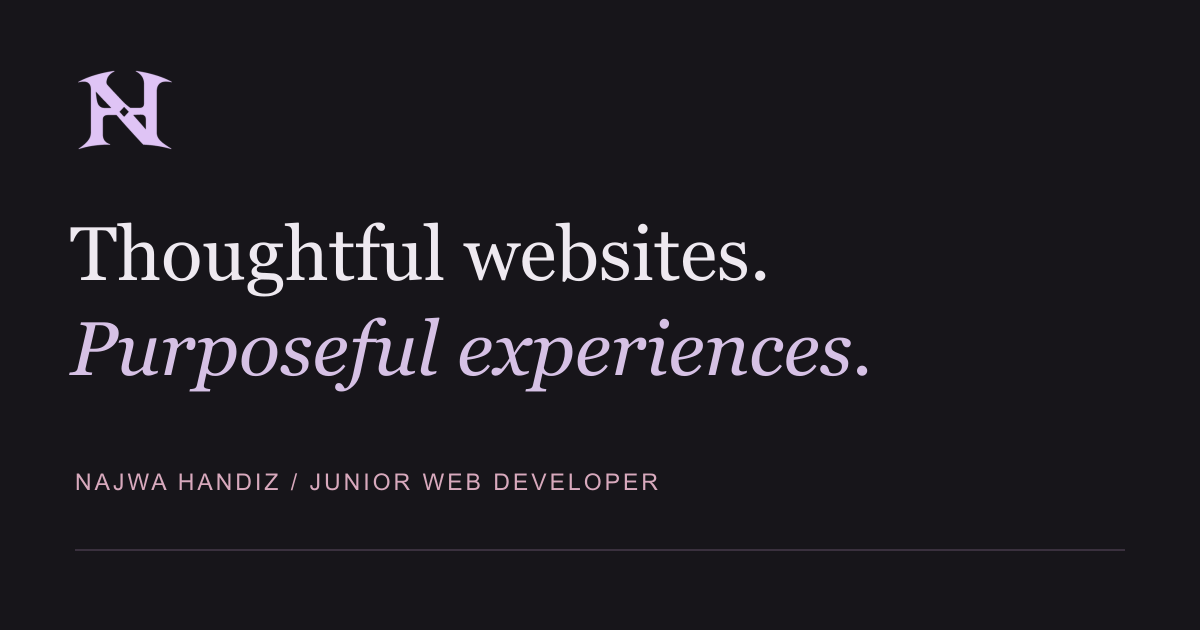 Thoughtful websites.
Purposeful experiences.
NAJWA HANDIZ / JUNIOR WEB DEVELOPER